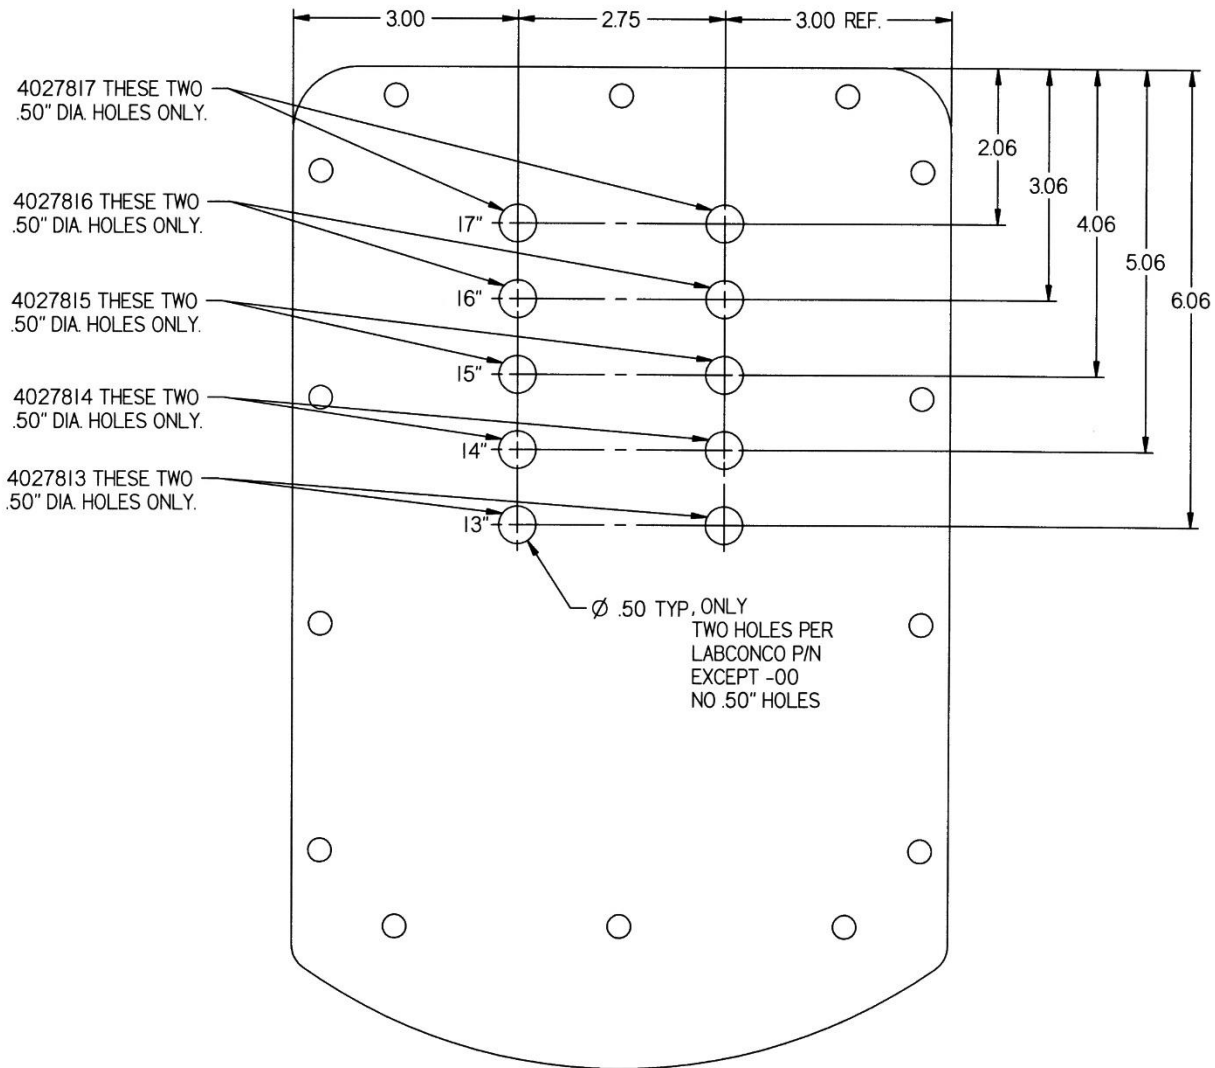 3.00
2.75
3.00 REF.
4027817 THESE TWO
.50" DIA. HOLES ONLY.
2.06
3.06
4.06
5.06
6.06
4027816 THESE TWO
.50" DIA. HOLES ONLY.
4027815 THESE TWO
.50" DIA. HOLES ONLY.
4027814 THESE TWO
.50" DIA. HOLES ONLY.
4027813 THESE TWO
.50" DIA. HOLES ONLY.
17"
16"
15"
14"
13"
Ø .50 TYP, ONLY
TWO HOLES PER
LABCONCO P/N
EXCEPT -00
NO .50" HOLES